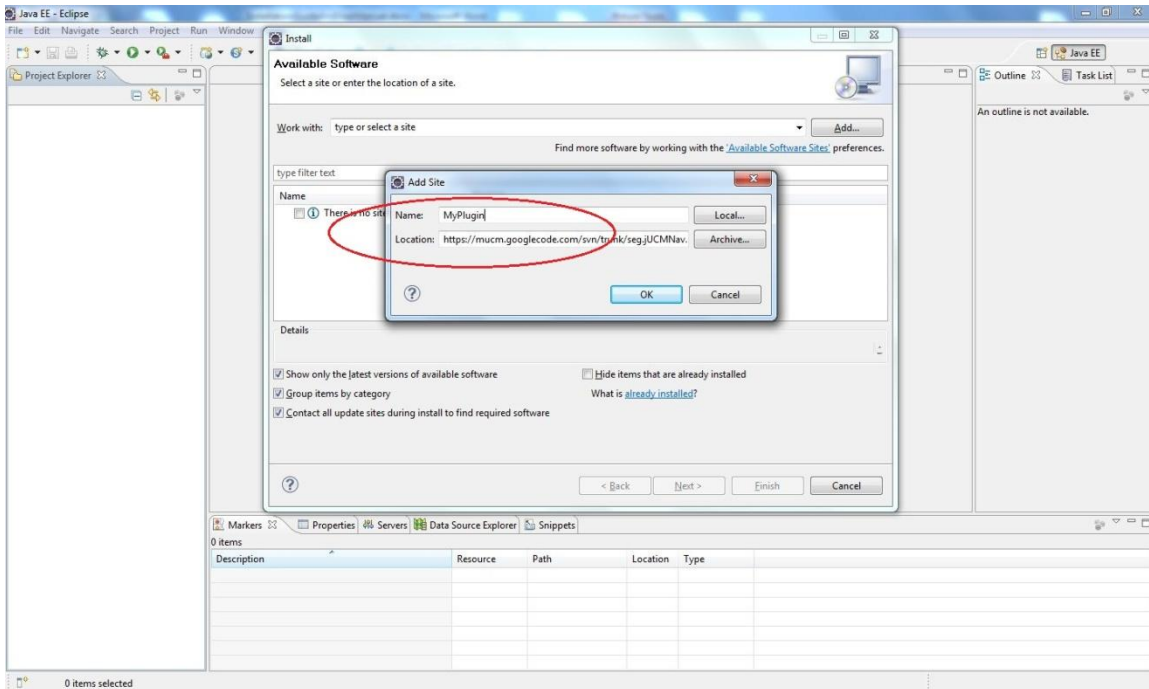 Java EE - Eclipse
File Edit Navigate Search Project Run Window
Install
Java EE
Project Explorer
Available Software
Select a site or enter the location of a site.
Outline
Task List
An outline is not available.
Work with: type or select a site
Add...
Find more software by working with the 'Available Software Sites' preferences.
type filter text
Name
There is no site
Add Site
Name: MyPlugin
Local...
Location: https://mucm.googlecode.com/svn/trunk/seg.jUCMNav.
Archive...
OK
Cancel
Details
Show only the latest versions of available software
Hide items that are already installed
Group items by category
What is already installed?
Contact all update sites during install to find required software
< Back
Next >
Finish
Cancel
Markers
Properties
Servers
Data Source Explorer
Snippets
0 items
Description Resource Path Location Type
0 items selected